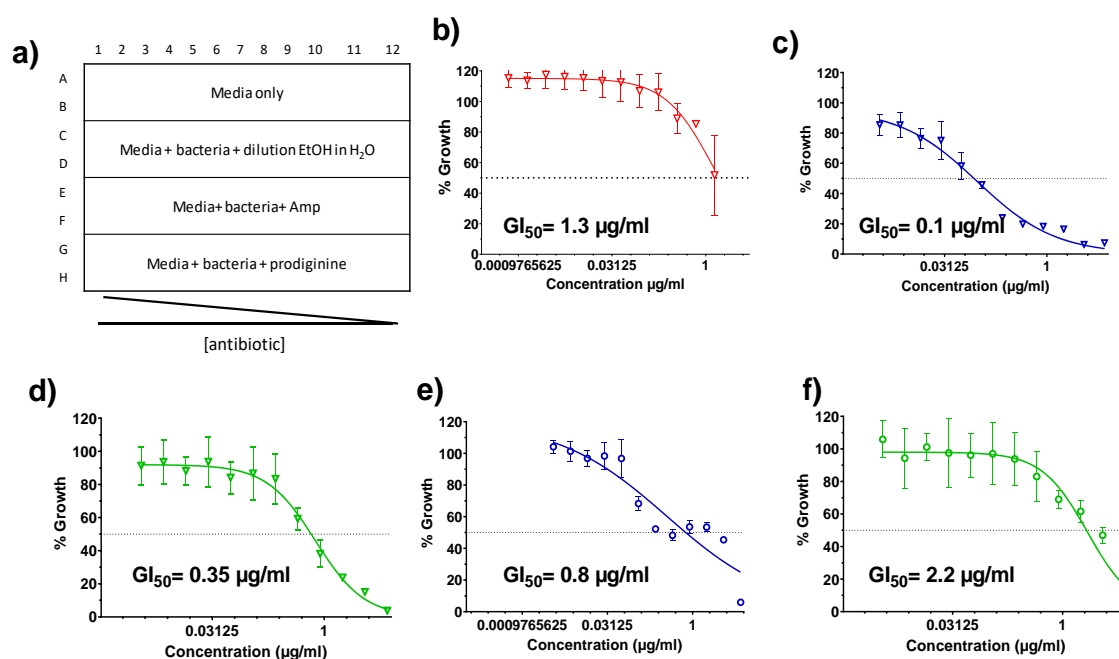 a)
1 2 3 4 5 6 7 8 9 10 11 12
A
B
C
D
E
F
G
H
Media only
Media + bacteria + dilution EtOH in H₂O
Media+ bacteria+ Amp
Media + bacteria + prodiginine
[antibiotic]
b)
% Growth
120
100
80
60
40
20
0
GI₅₀= 1.3 µg/ml
0.0009765625 0.03125 1
Concentration µg/ml
c)
% Growth
120
100
80
60
40
20
0
GI₅₀= 0.1 µg/ml
0.03125 1
Concentration (µg/ml)
d)
% Growth
120
100
80
60
40
20
0
GI₅₀= 0.35 µg/ml
0.03125 1
Concentration (µg/ml)
e)
% Growth
120
100
80
60
40
20
0
GI₅₀= 0.8 µg/ml
0.0009765625 0.03125 1
Concentration (µg/ml)
f)
% Growth
120
100
80
60
40
20
0
GI₅₀= 2.2 µg/ml
0.03125 1
Concentration (µg/ml)